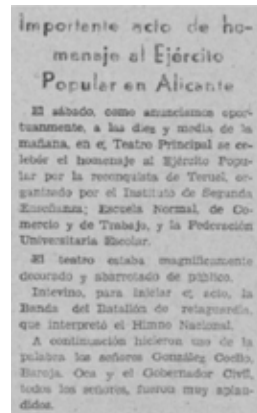 Importante acto de ho-
menaje al Ejército
Popular en Alicante
El sábado, como anunciamos opor-
tunamente, a las diez y media de la
mañana, en el Teatro Principal se ce-
lebór el homenaje al Ejército Popu-
lar por la reconquista de Teruel, or-
ganizado por el Instituto de Segunda
Enseñanza; Escuela Normal, de Co-
mercio y de Trabajo, y la Federación
Universitaria Escolar.
El teatro estaba magníficamente
decorado y abarrotado de público.
Intevino, para iniciar el acto, la
Banda del Batallón de retaguardia,
que interpretó el Himno Nacional.
A continuación hicieron uso de la
palabra los señores González Coello,
Baroja, Oca y el Gobernador Civil,
todos los señores, fueron muy aplau-
didos.